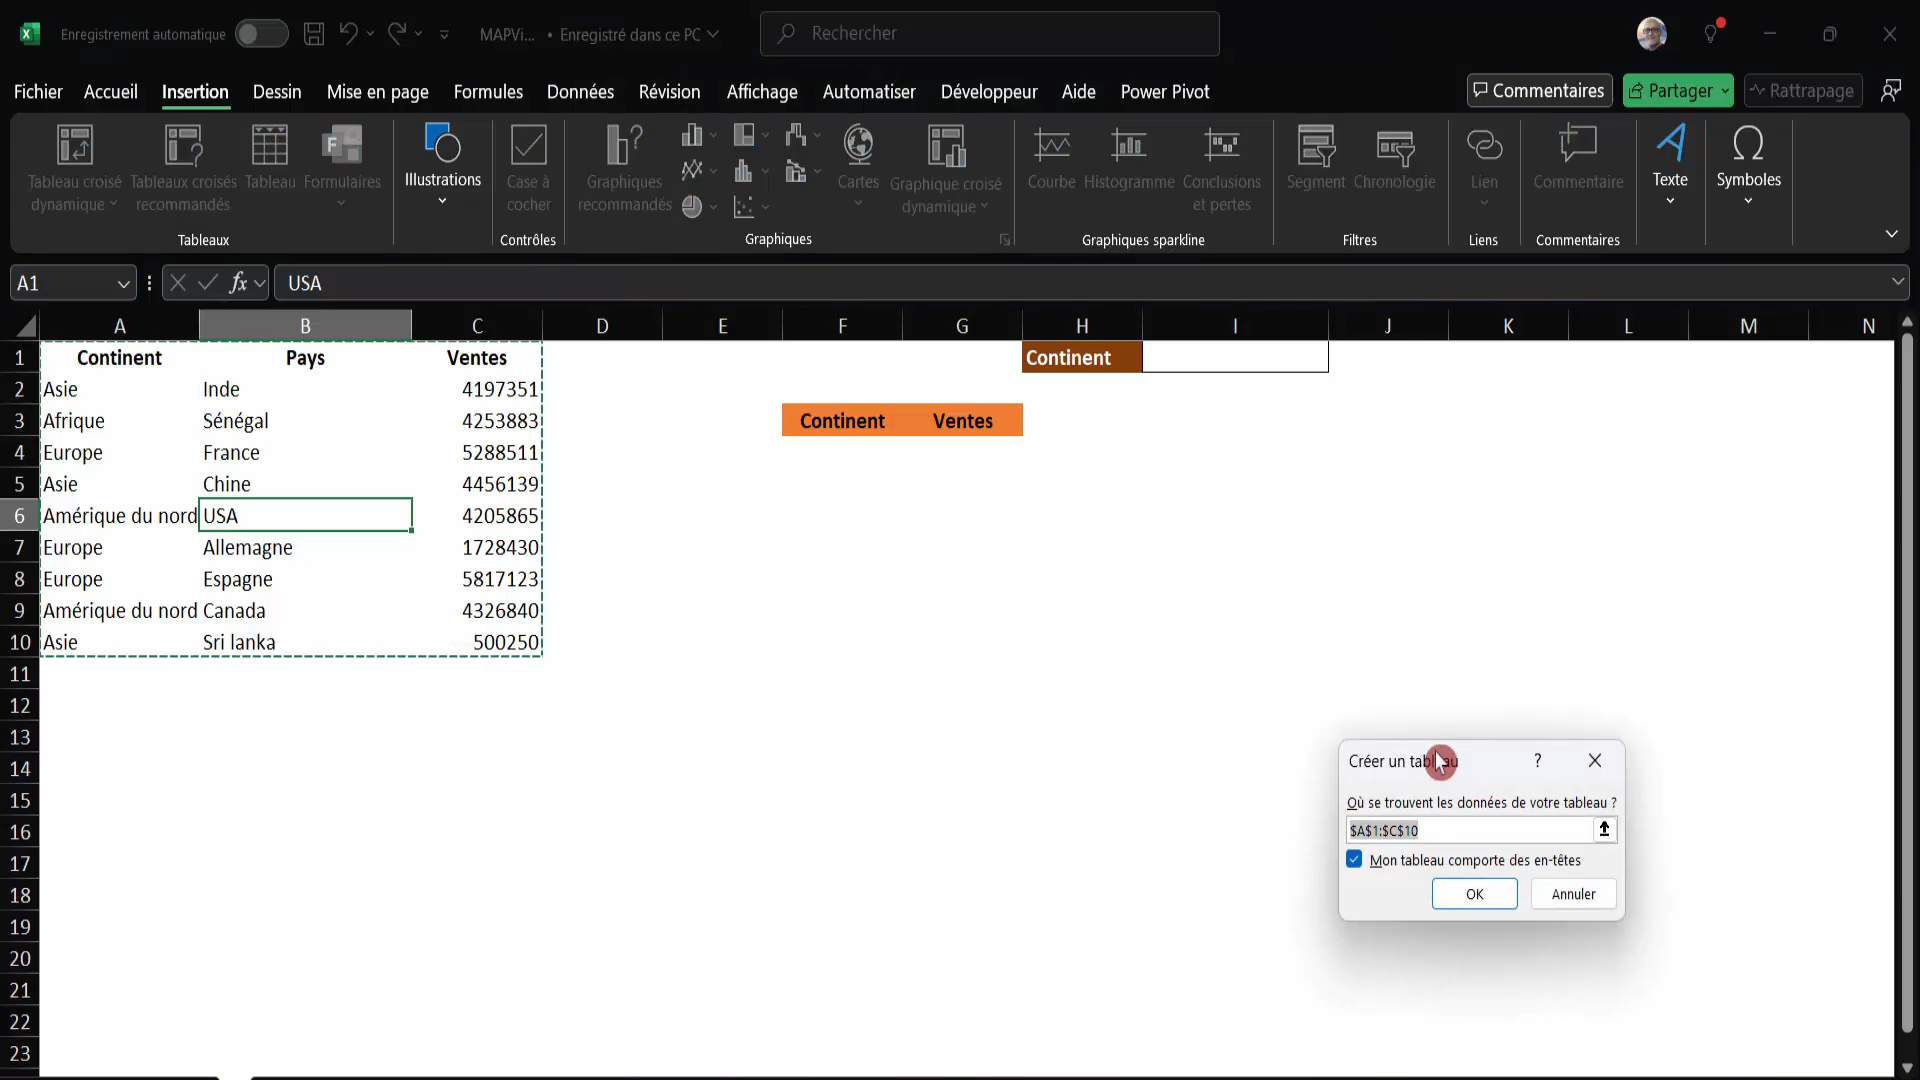 Enregistrement automatique MAPVi... • Enregistré dans ce PC Rechercher
Fichier Accueil Insertion Dessin Mise en page Formules Données Révision Affichage Automatiser Développeur Aide Power Pivot Commentaires Partager Rattrapage
Tableau croisé dynamique
Tableaux croisés recommandés
Tableau
Formulaires
Illustrations
Case à cocher
Graphiques recommandés
Cartes
Graphique croisé dynamique
Courbe
Histogramme
Conclusions et pertes
Segment
Chronologie
Lien
Commentaire
Texte
Symboles
Tableaux Contrôles Graphiques Graphiques sparkline Filtres Liens Commentaires
A1 fx USA
A B C D E F G H I J K L M N
1 Continent Pays Ventes Continent
2 Asie Inde 4197351
3 Afrique Sénégal 4253883 Continent Ventes
4 Europe France 5288511
5 Asie Chine 4456139
6 Amérique du nord USA 4205865
7 Europe Allemagne 1728430
8 Europe Espagne 5817123
9 Amérique du nord Canada 4326840
10 Asie Sri lanka 500250
11
12
13
14
15
16
17
18
19
20
21
22
23
Créer un tableau ?
Où se trouvent les données de votre tableau ?
$A$1:$C$10
Mon tableau comporte des en-têtes
OK Annuler